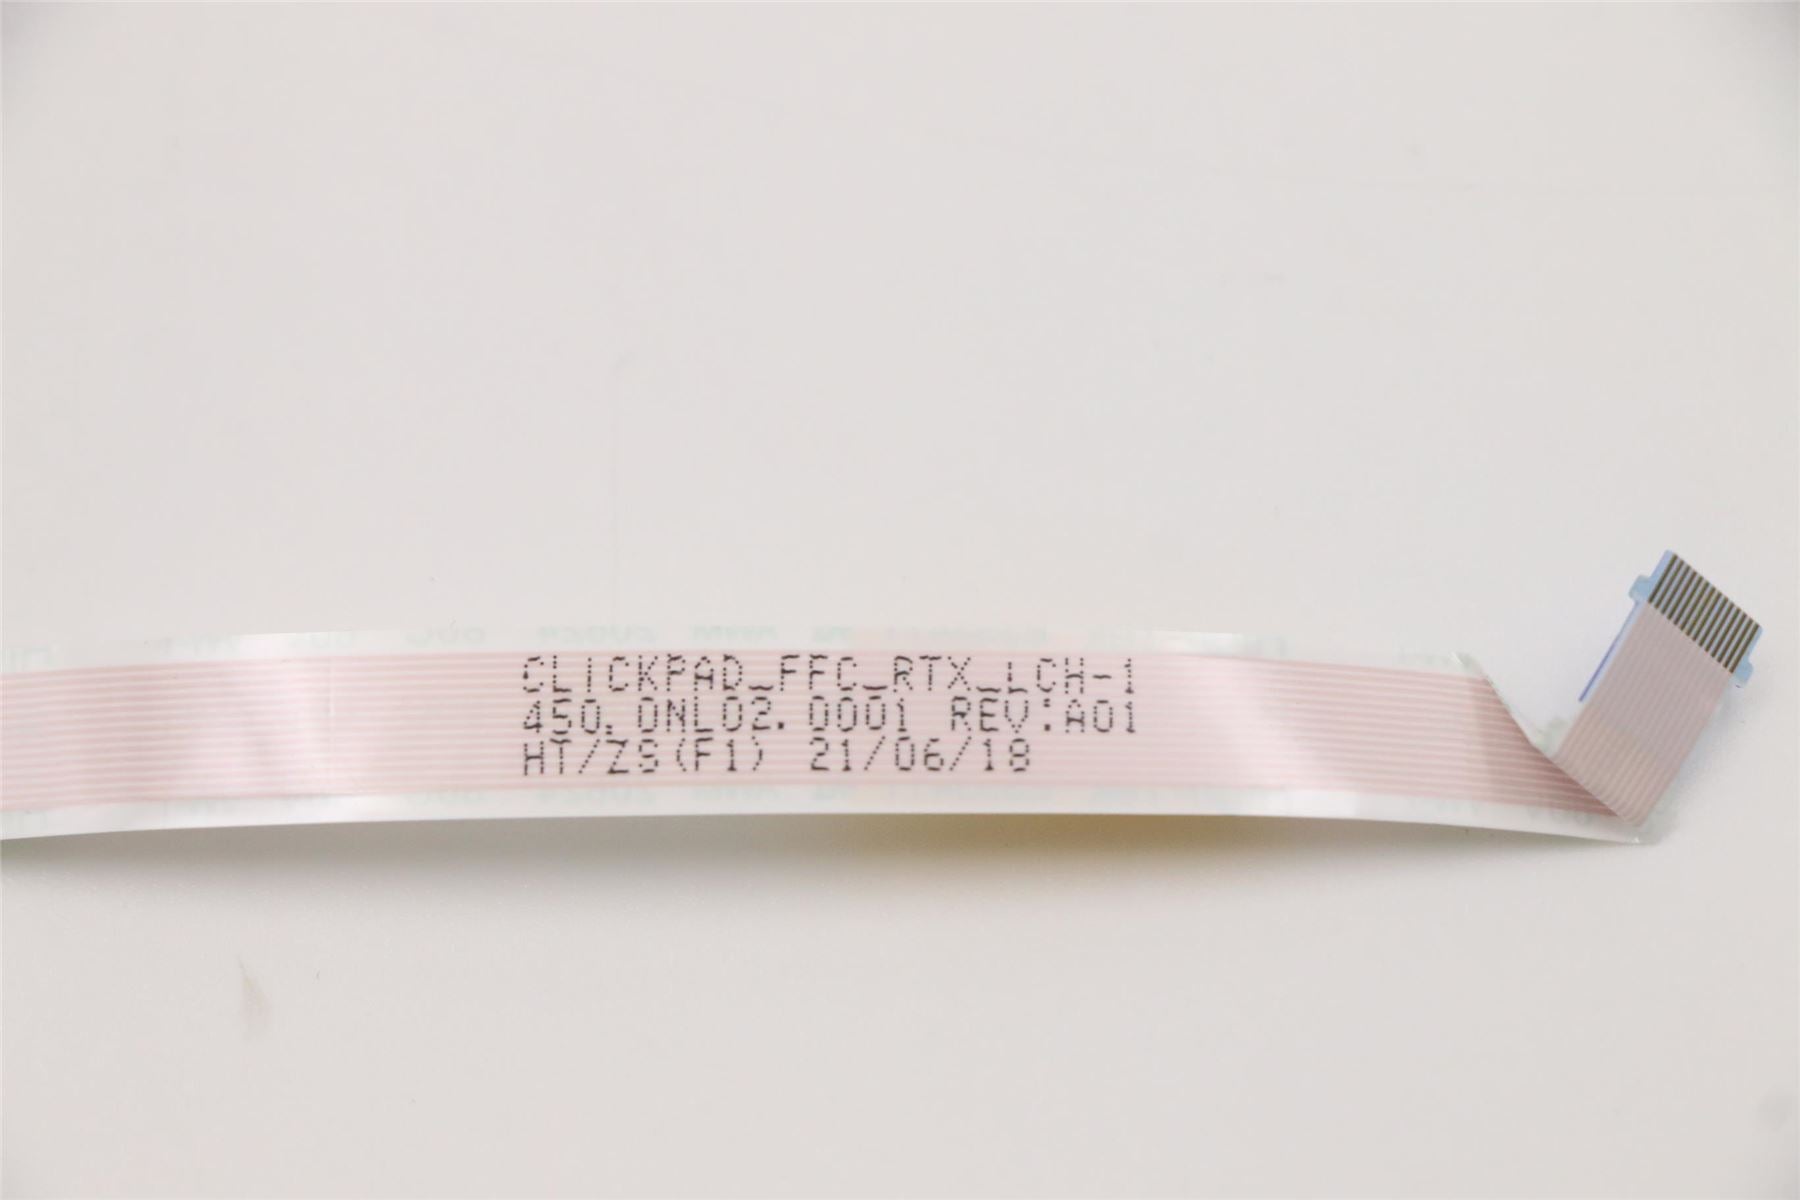 CLICKPAD_FFC_RTX_LCH-1
450.0NL02.0001 REV:A01
HT/ZS(F1) 21/06/18